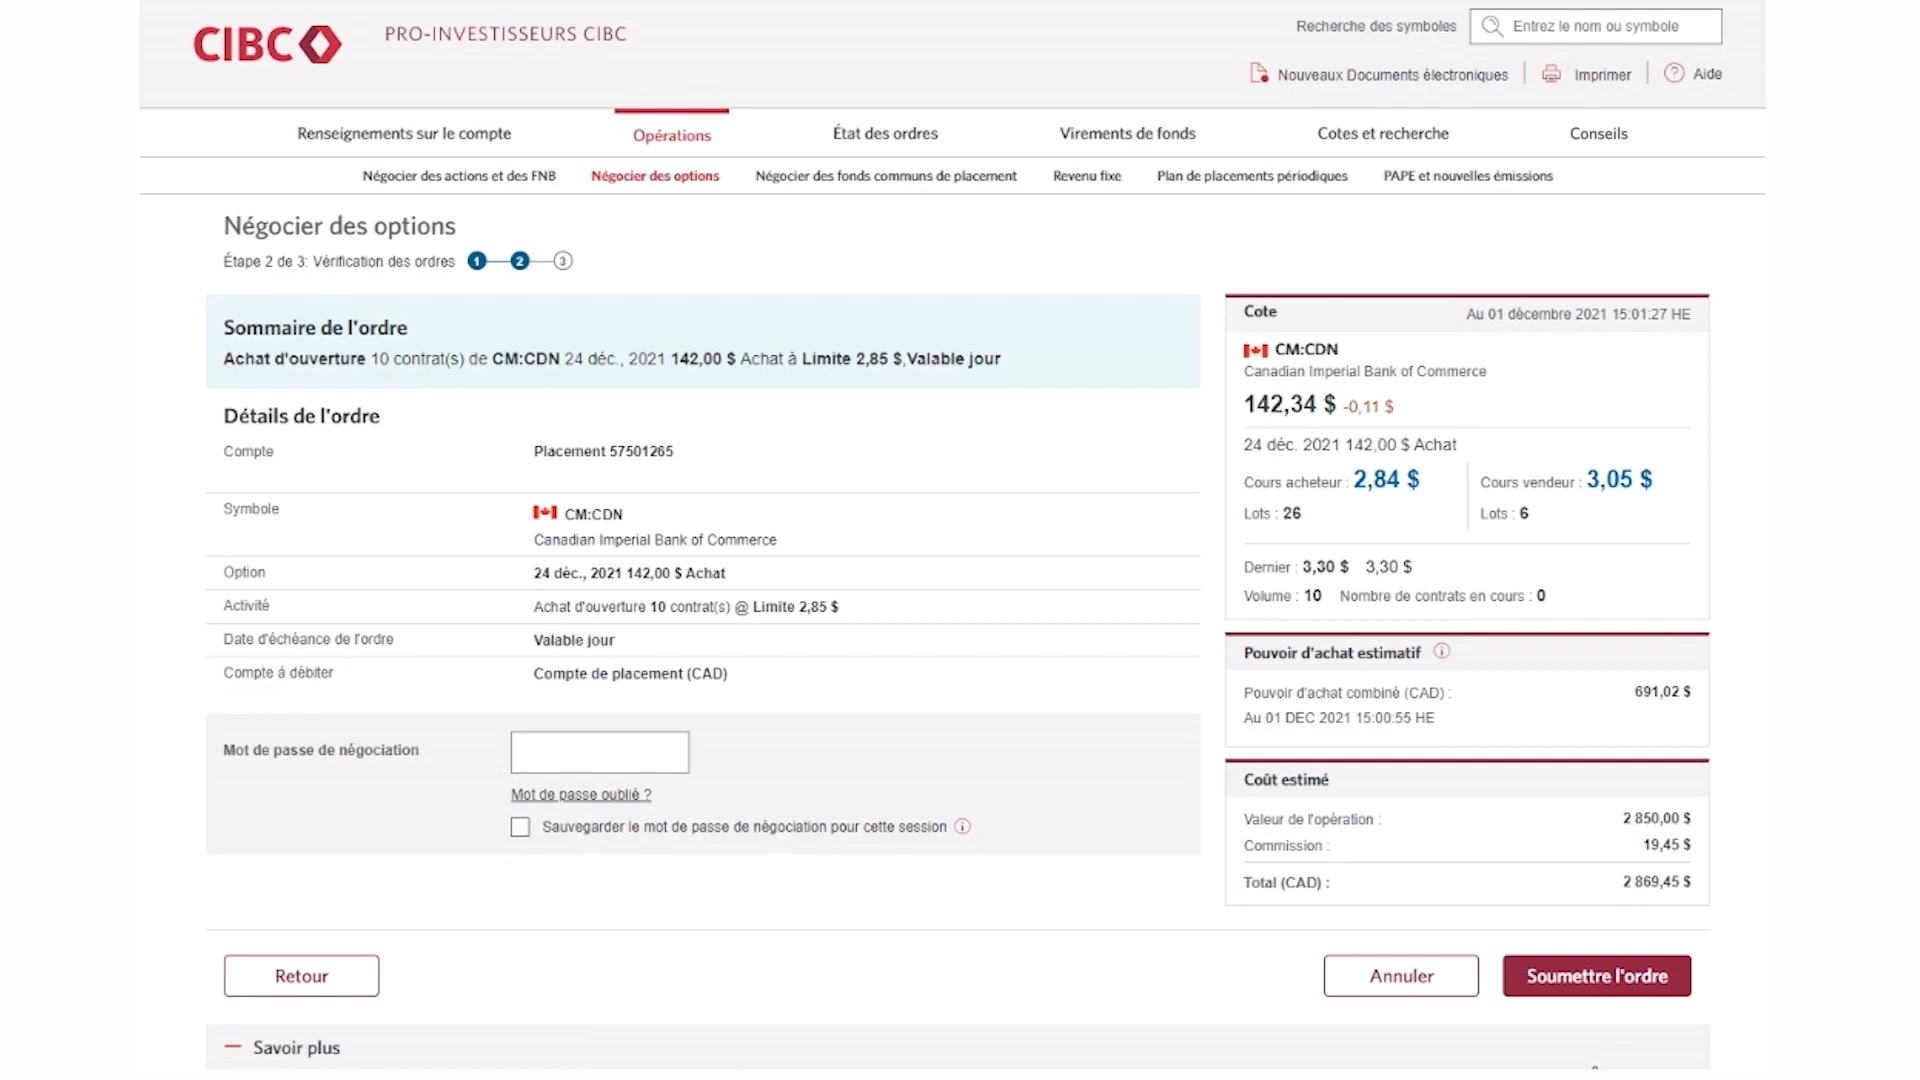 CIBC
PRO-INVESTISSEURS CIBC
Recherche des symboles
Entrez le nom ou symbole
Nouveaux Documents électroniques
Imprimer
Aide
Renseignements sur le compte
Opérations
État des ordres
Virements de fonds
Cotes et recherche
Conseils
Négocier des actions et des FNB
Négocier des options
Négocier des fonds communs de placement
Revenu fixe
Plan de placements périodiques
PAPE et nouvelles émissions
Négocier des options
Étape 2 de 3: Vérification des ordres 1 2 3
Sommaire de l'ordre
Achat d'ouverture 10 contrat(s) de CM:CDN 24 déc., 2021 142,00 $ Achat à Limite 2,85 $,Valable jour
Détails de l'ordre
Compte Placement 57501265
Symbole CM:CDN
Canadian Imperial Bank of Commerce
Option 24 déc., 2021 142,00 $ Achat
Activité Achat d'ouverture 10 contrat(s) @ Limite 2,85 $
Date d'échéance de l'ordre Valable jour
Compte à débiter Compte de placement (CAD)
Mot de passe de négociation
Mot de passe oublié ?
Sauvegarder le mot de passe de négociation pour cette session
Cote Au 01 décembre 2021 15:01:27 HE
CM:CDN
Canadian Imperial Bank of Commerce
142,34 $ -0,11 $
24 déc. 2021 142,00 $ Achat
Cours acheteur : 2,84 $ Cours vendeur : 3,05 $
Lots : 26 Lots : 6
Dernier : 3,30 $ 3,30 $
Volume : 10 Nombre de contrats en cours : 0
Pouvoir d'achat estimatif
Pouvoir d'achat combiné (CAD) : 691,02 $
Au 01 DEC 2021 15:00:55 HE
Coût estimé
Valeur de l'opération : 2 850,00 $
Commission : 19,45 $
Total (CAD) : 2 869,45 $
Retour
Annuler
Soumettre l'ordre
Savoir plus